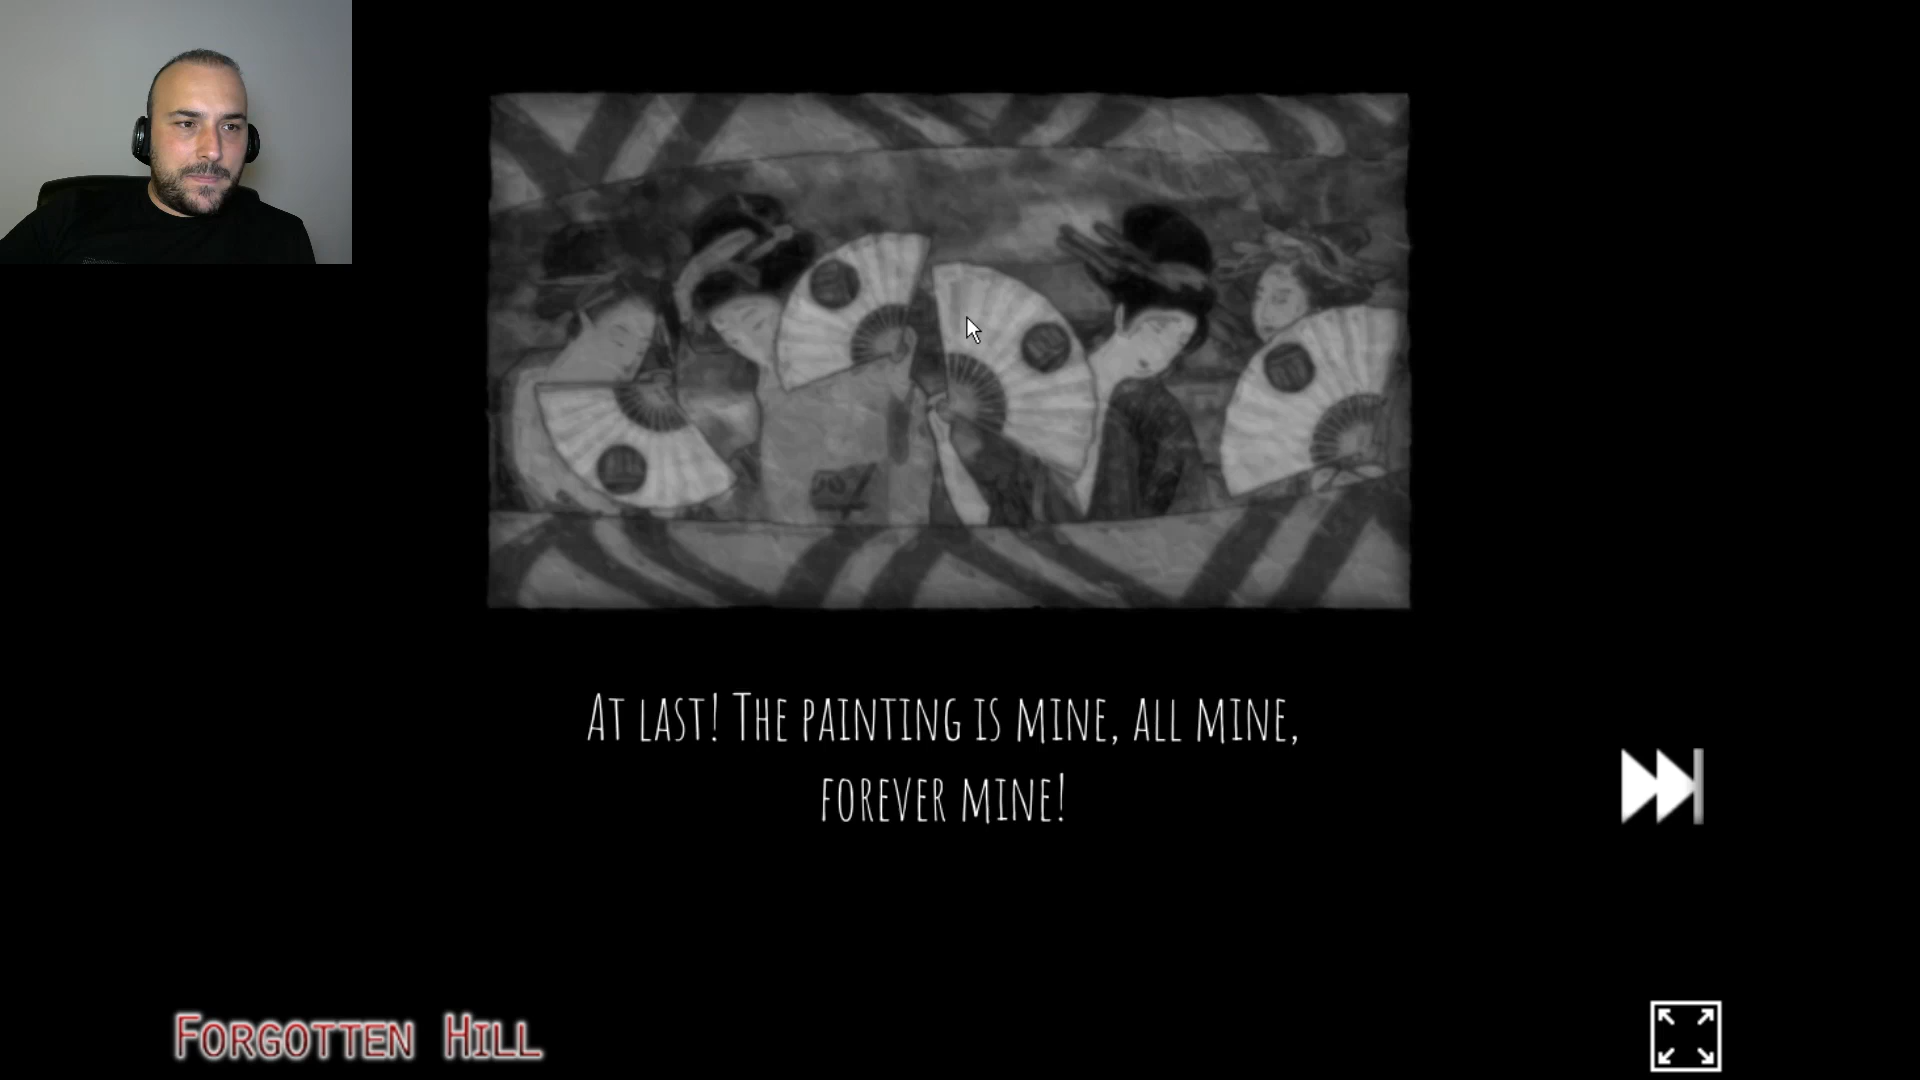 At last! The painting is mine, all mine,
forever mine!
Forgotten Hill